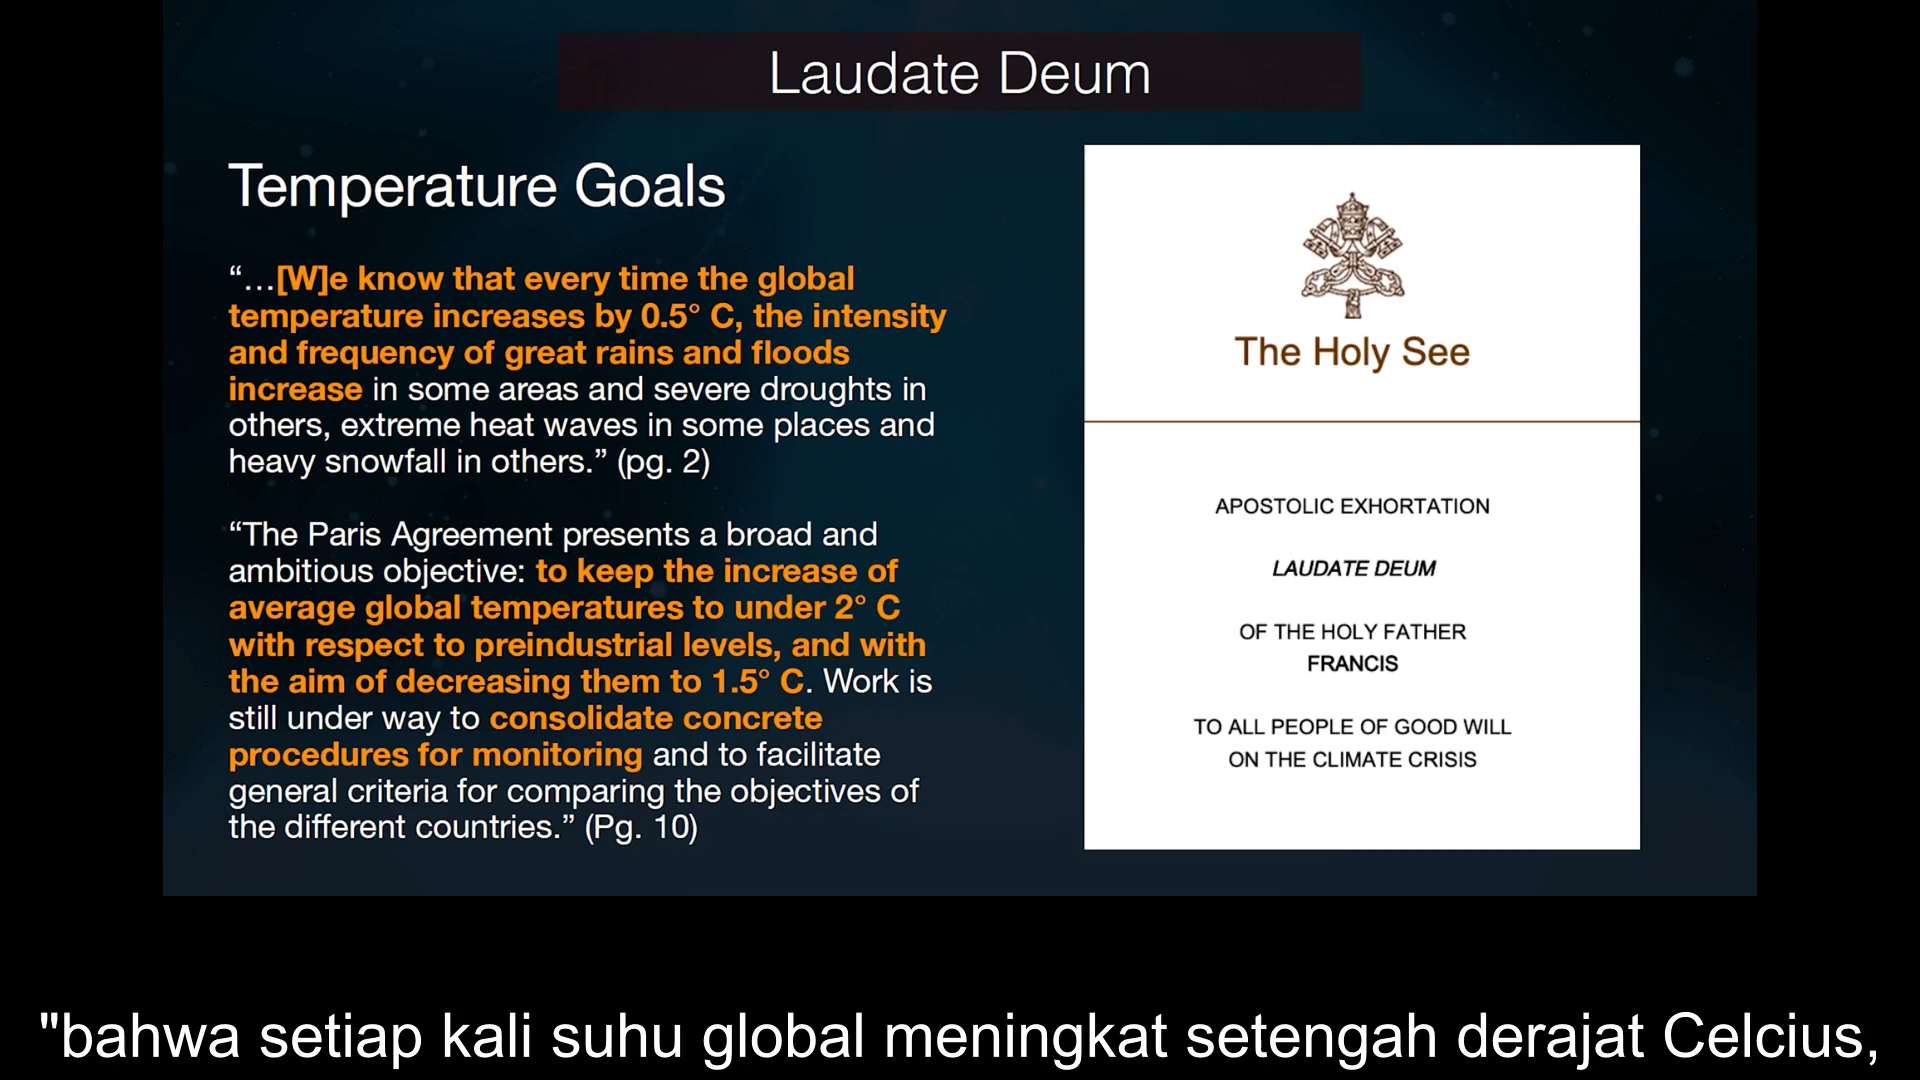 Laudate Deum
Temperature Goals
“…[W]e know that every time the global
temperature increases by 0.5° C, the intensity
and frequency of great rains and floods
increase in some areas and severe droughts in
others, extreme heat waves in some places and
heavy snowfall in others.” (pg. 2)
“The Paris Agreement presents a broad and
ambitious objective: to keep the increase of
average global temperatures to under 2° C
with respect to preindustrial levels, and with
the aim of decreasing them to 1.5° C. Work is
still under way to consolidate concrete
procedures for monitoring and to facilitate
general criteria for comparing the objectives of
the different countries.” (Pg. 10)
The Holy See
APOSTOLIC EXHORTATION
LAUDATE DEUM
OF THE HOLY FATHER
FRANCIS
TO ALL PEOPLE OF GOOD WILL
ON THE CLIMATE CRISIS
"bahwa setiap kali suhu global meningkat setengah derajat Celcius,